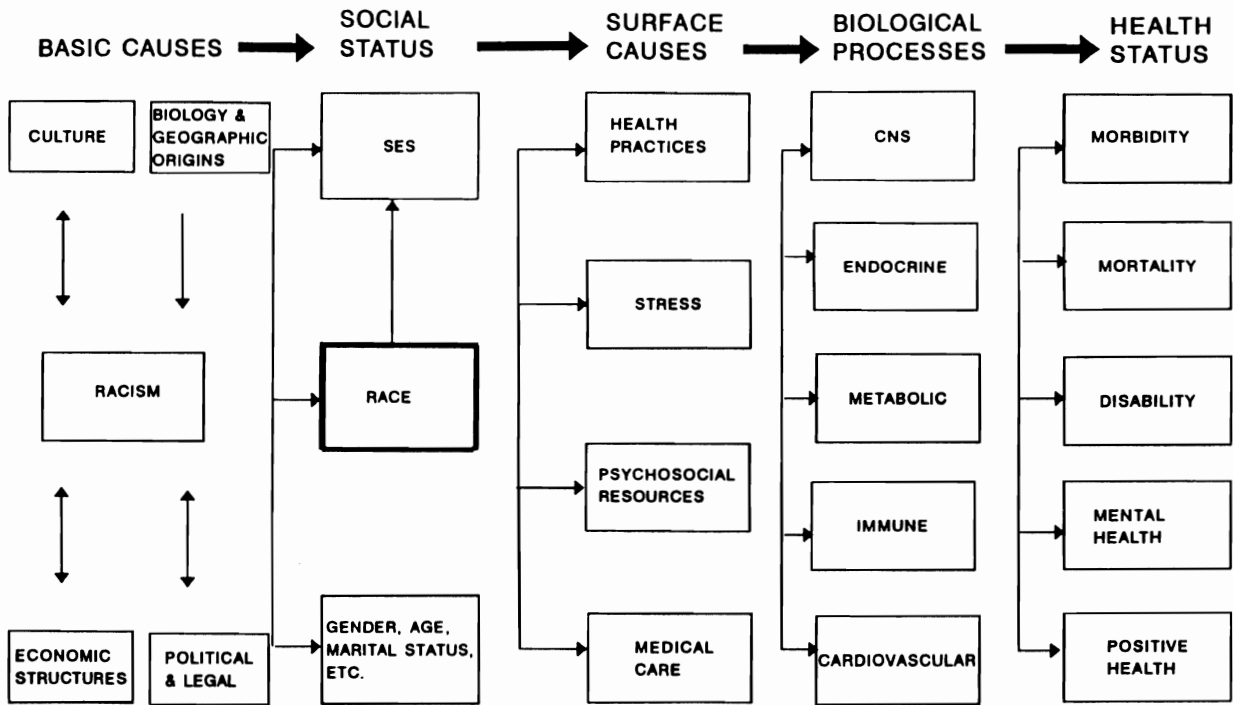 BASIC CAUSES
SOCIAL
STATUS
SURFACE
CAUSES
BIOLOGICAL
PROCESSES
HEALTH
STATUS
CULTURE
BIOLOGY &
GEOGRAPHIC
ORIGINS
RACISM
ECONOMIC
STRUCTURES
POLITICAL
& LEGAL
SES
RACE
GENDER, AGE,
MARITAL STATUS,
ETC.
HEALTH
PRACTICES
STRESS
PSYCHOSOCIAL
RESOURCES
MEDICAL
CARE
CNS
ENDOCRINE
METABOLIC
IMMUNE
CARDIOVASCULAR
MORBIDITY
MORTALITY
DISABILITY
MENTAL
HEALTH
POSITIVE
HEALTH